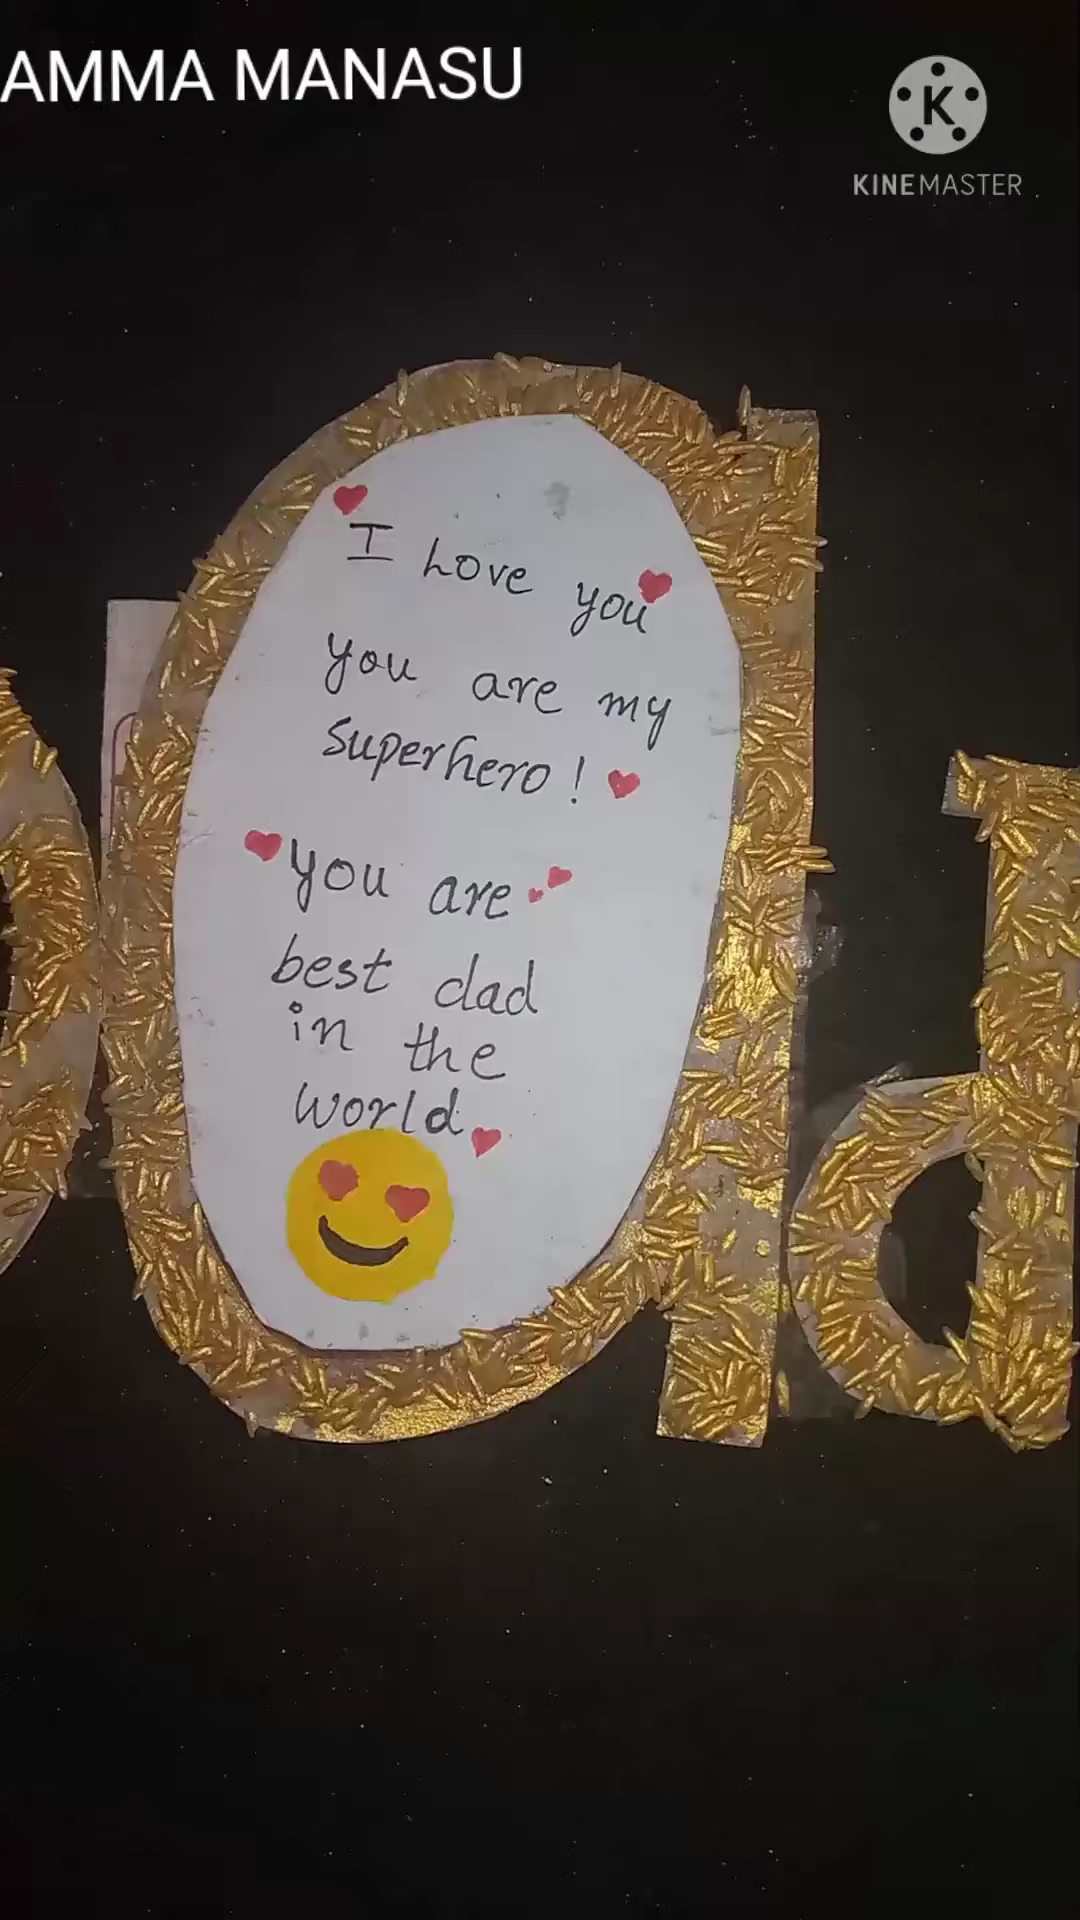 AMMA MANASU
K
KINEMASTER
I Love you
you are my
superhero!
you are
best dad
in the
world.